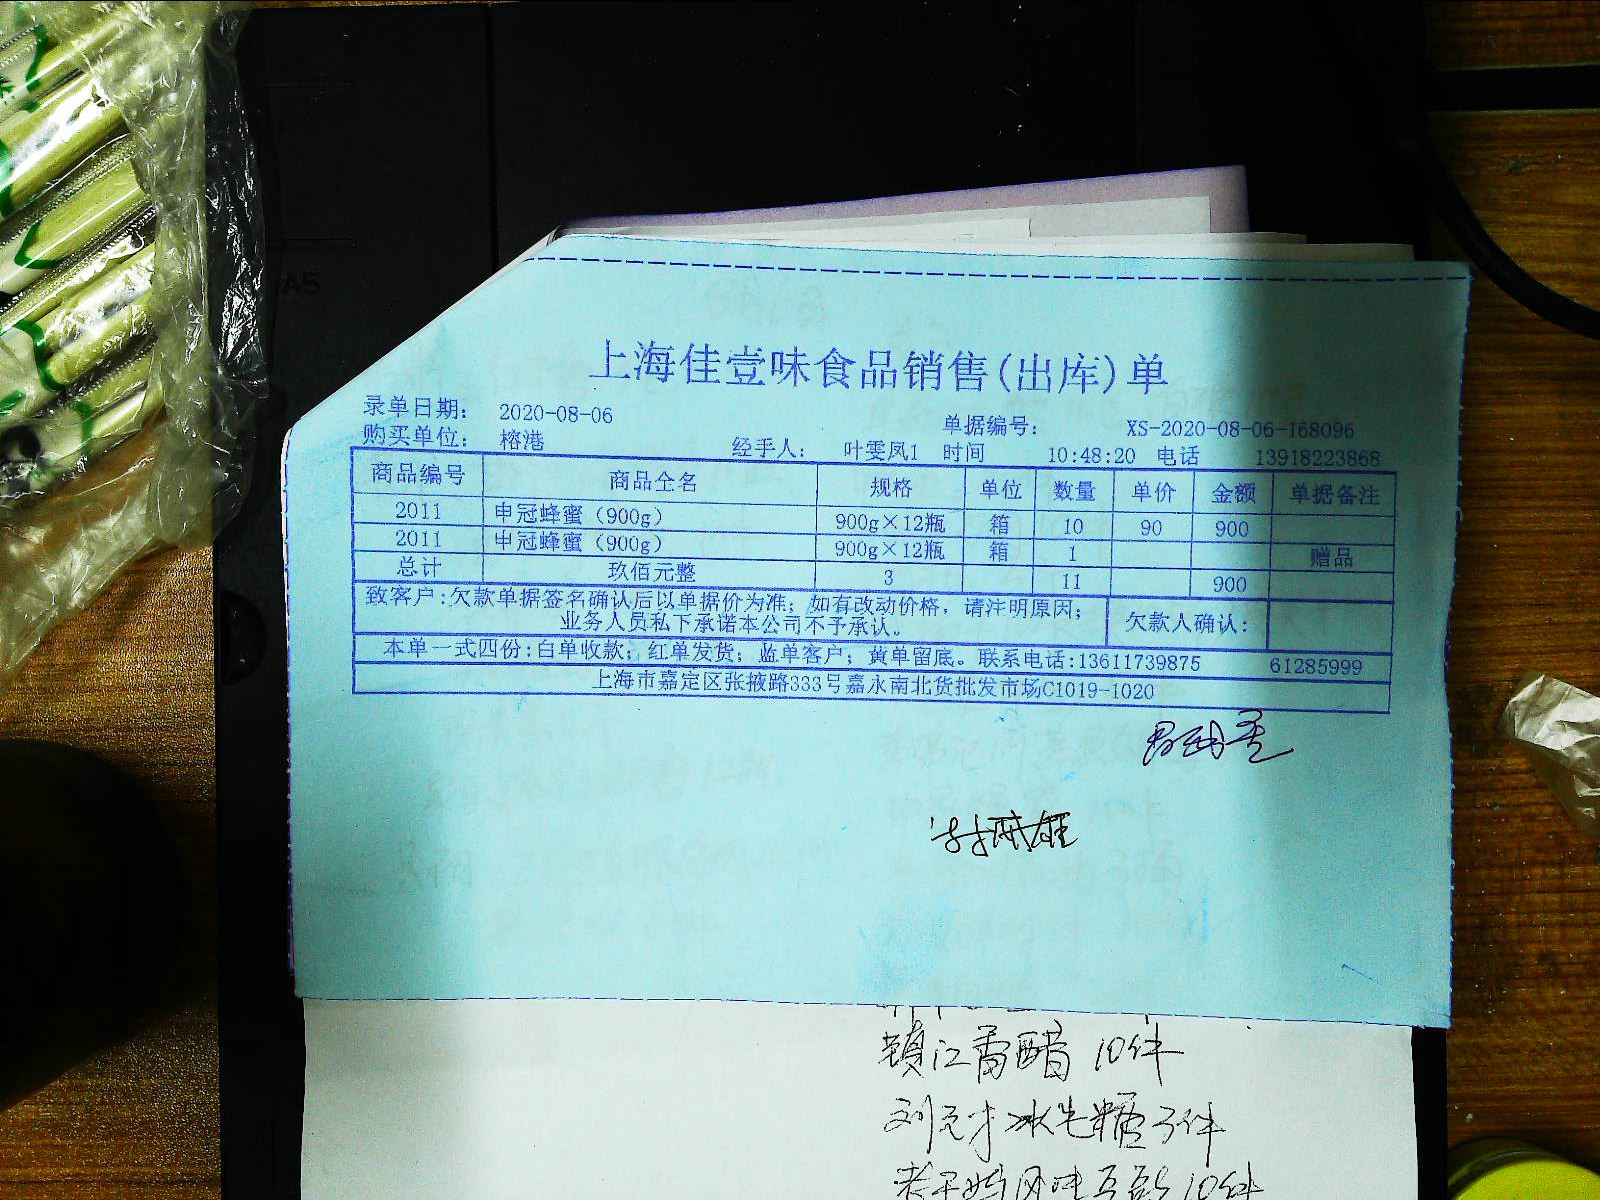 上海佳壹味食品销售(出库)单
录单日期: 2020-08-06 单据编号: XS-2020-08-06-168096
购买单位: 榕港 经手人: 叶雯凤1 时间 10:48:20 电话 13918223868
商品编号 商品全名 规格 单位 数量 单价 金额 单据备注
2011 申冠蜂蜜（900g） 900g×12瓶 箱 10 90 900
2011 申冠蜂蜜（900g） 900g×12瓶 箱 1 赠品
总计 玖佰元整 3 11 900
致客户:欠款单据签名确认后以单据价为准；如有改动价格，请注明原因； 欠款人确认:
业务人员私下承诺本公司不予承认。
本单一式四份:白单收款；红单发货；蓝单客户；黄单留底。联系电话:13611739875 61285999
上海市嘉定区张掖路333号嘉永南北货批发市场C1019-1020
A5
镇江香醋 10件